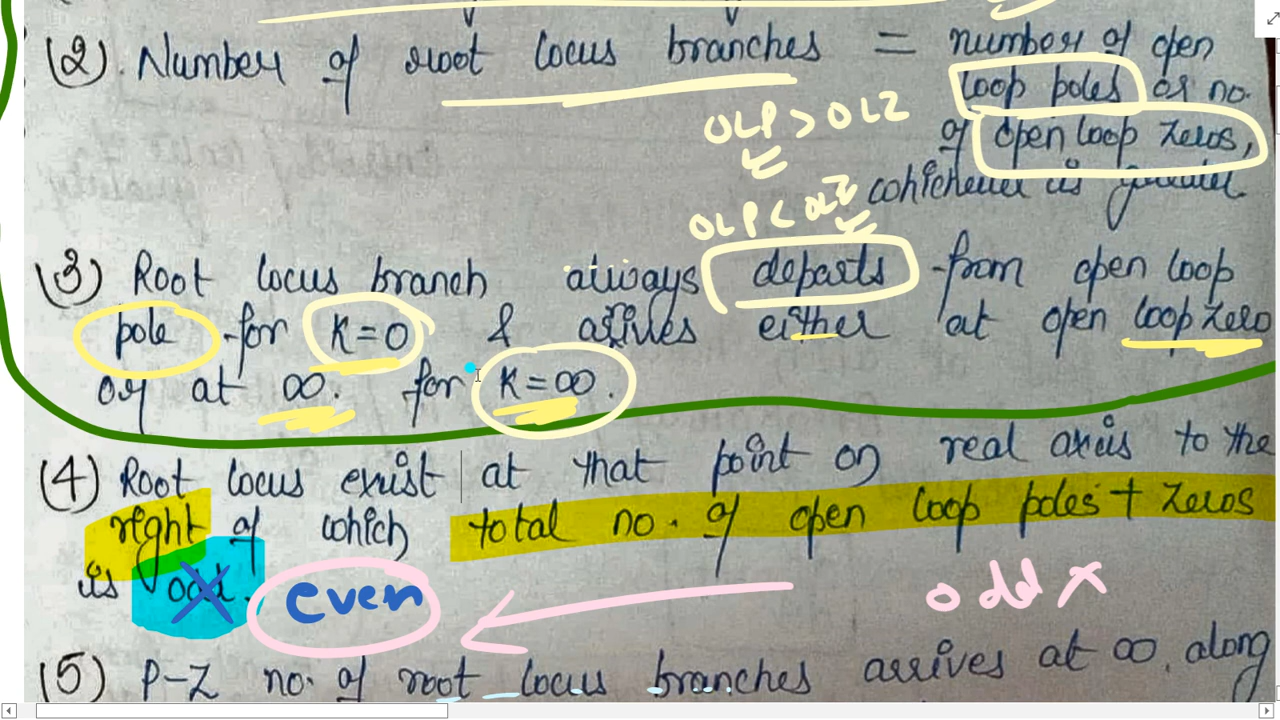 (2). Number of root locus branches = number of open
loop poles or no.
OLP > OLZ
of open loop zeros,
whichever is greater
OLP < OLZ
(3) Root locus branch always departs from open loop
pole for K=0 & arrives either at open loop zero
or at ∞. for K=∞.
(4) Root locus exist at that point on real axis to the
right of which total no. of open loop poles + zeros
is odd. even odd ×
(5) P-Z no. of root locus branches arrives at ∞ along